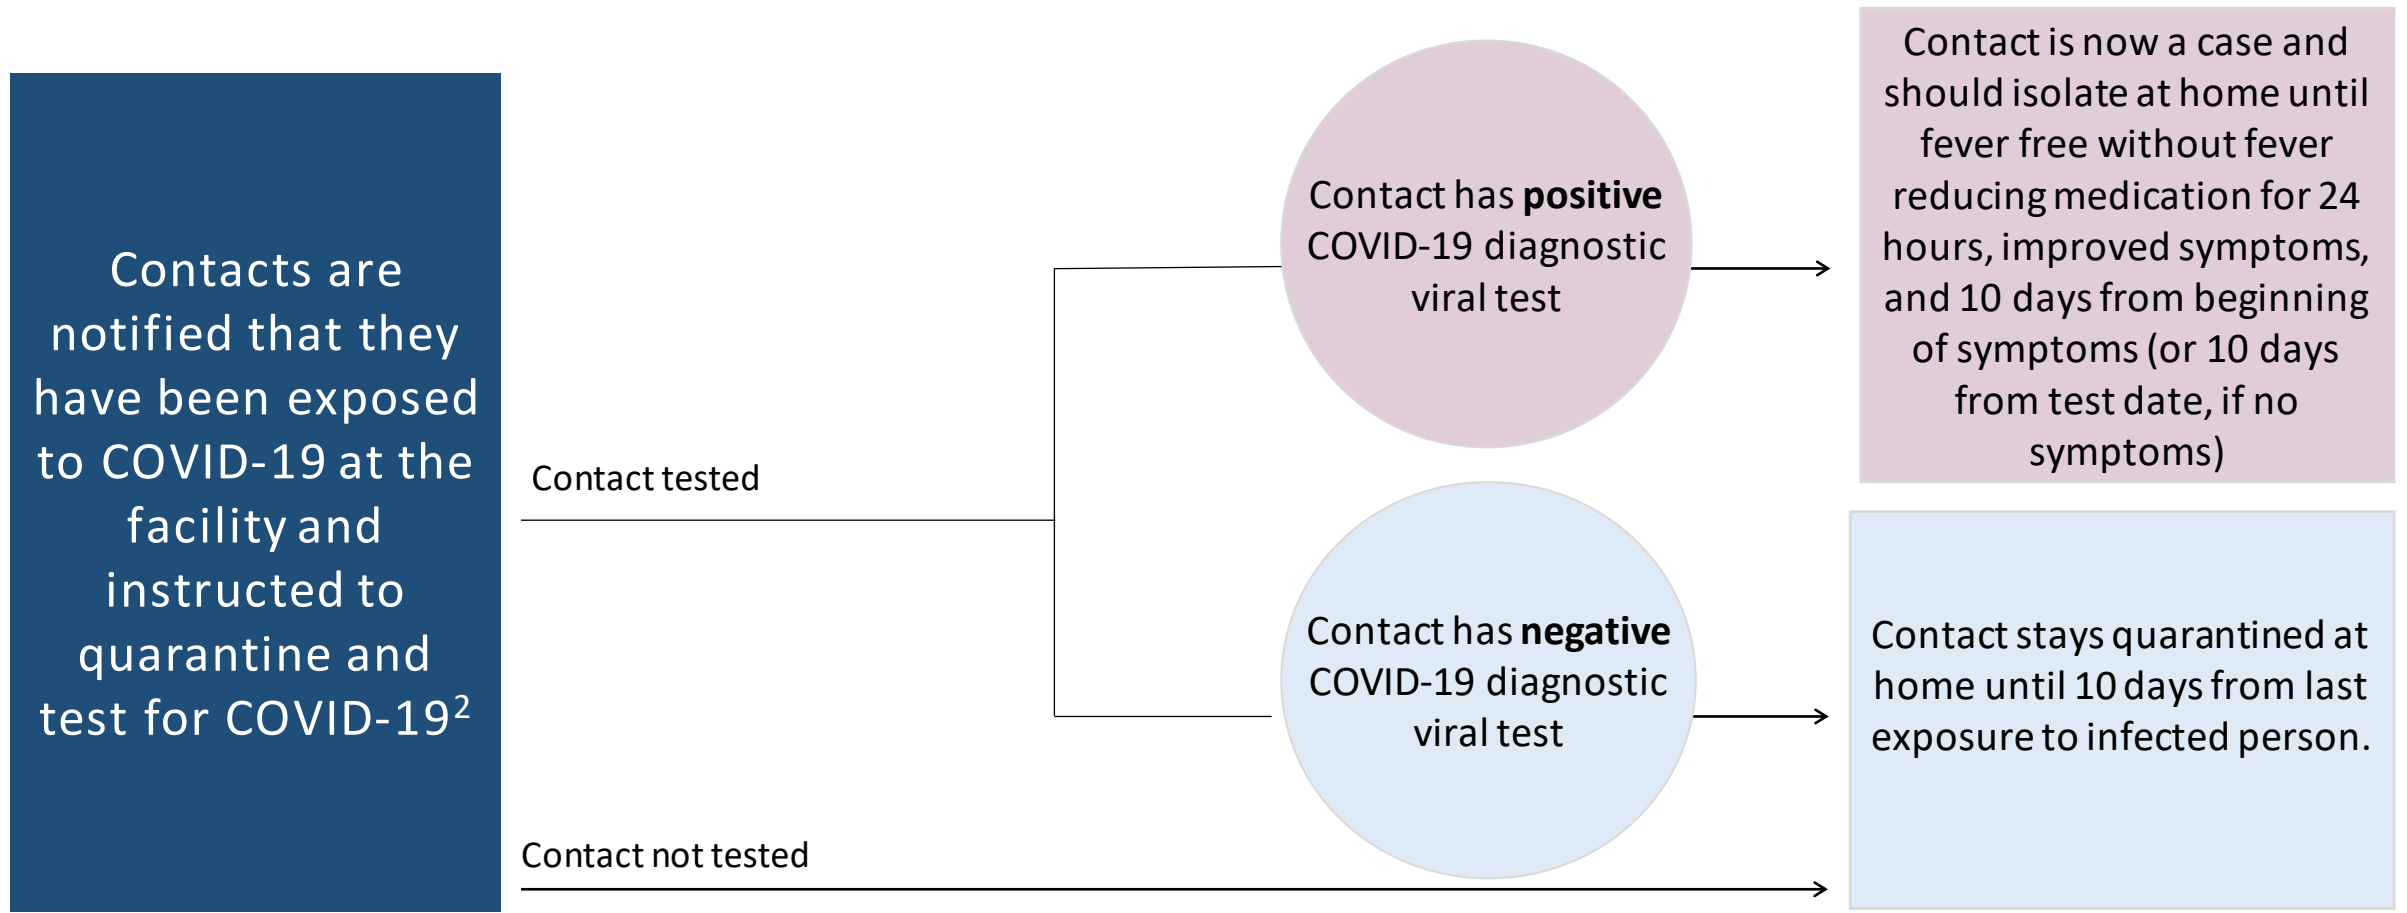 Contacts are
notified that they
have been exposed
to COVID-19 at the
facility and
instructed to
quarantine and
test for COVID-19²
Contact tested
Contact not tested
Contact has positive
COVID-19 diagnostic
viral test
Contact has negative
COVID-19 diagnostic
viral test
Contact is now a case and
should isolate at home until
fever free without fever
reducing medication for 24
hours, improved symptoms,
and 10 days from beginning
of symptoms (or 10 days
from test date, if no
symptoms)
Contact stays quarantined at
home until 10 days from last
exposure to infected person.